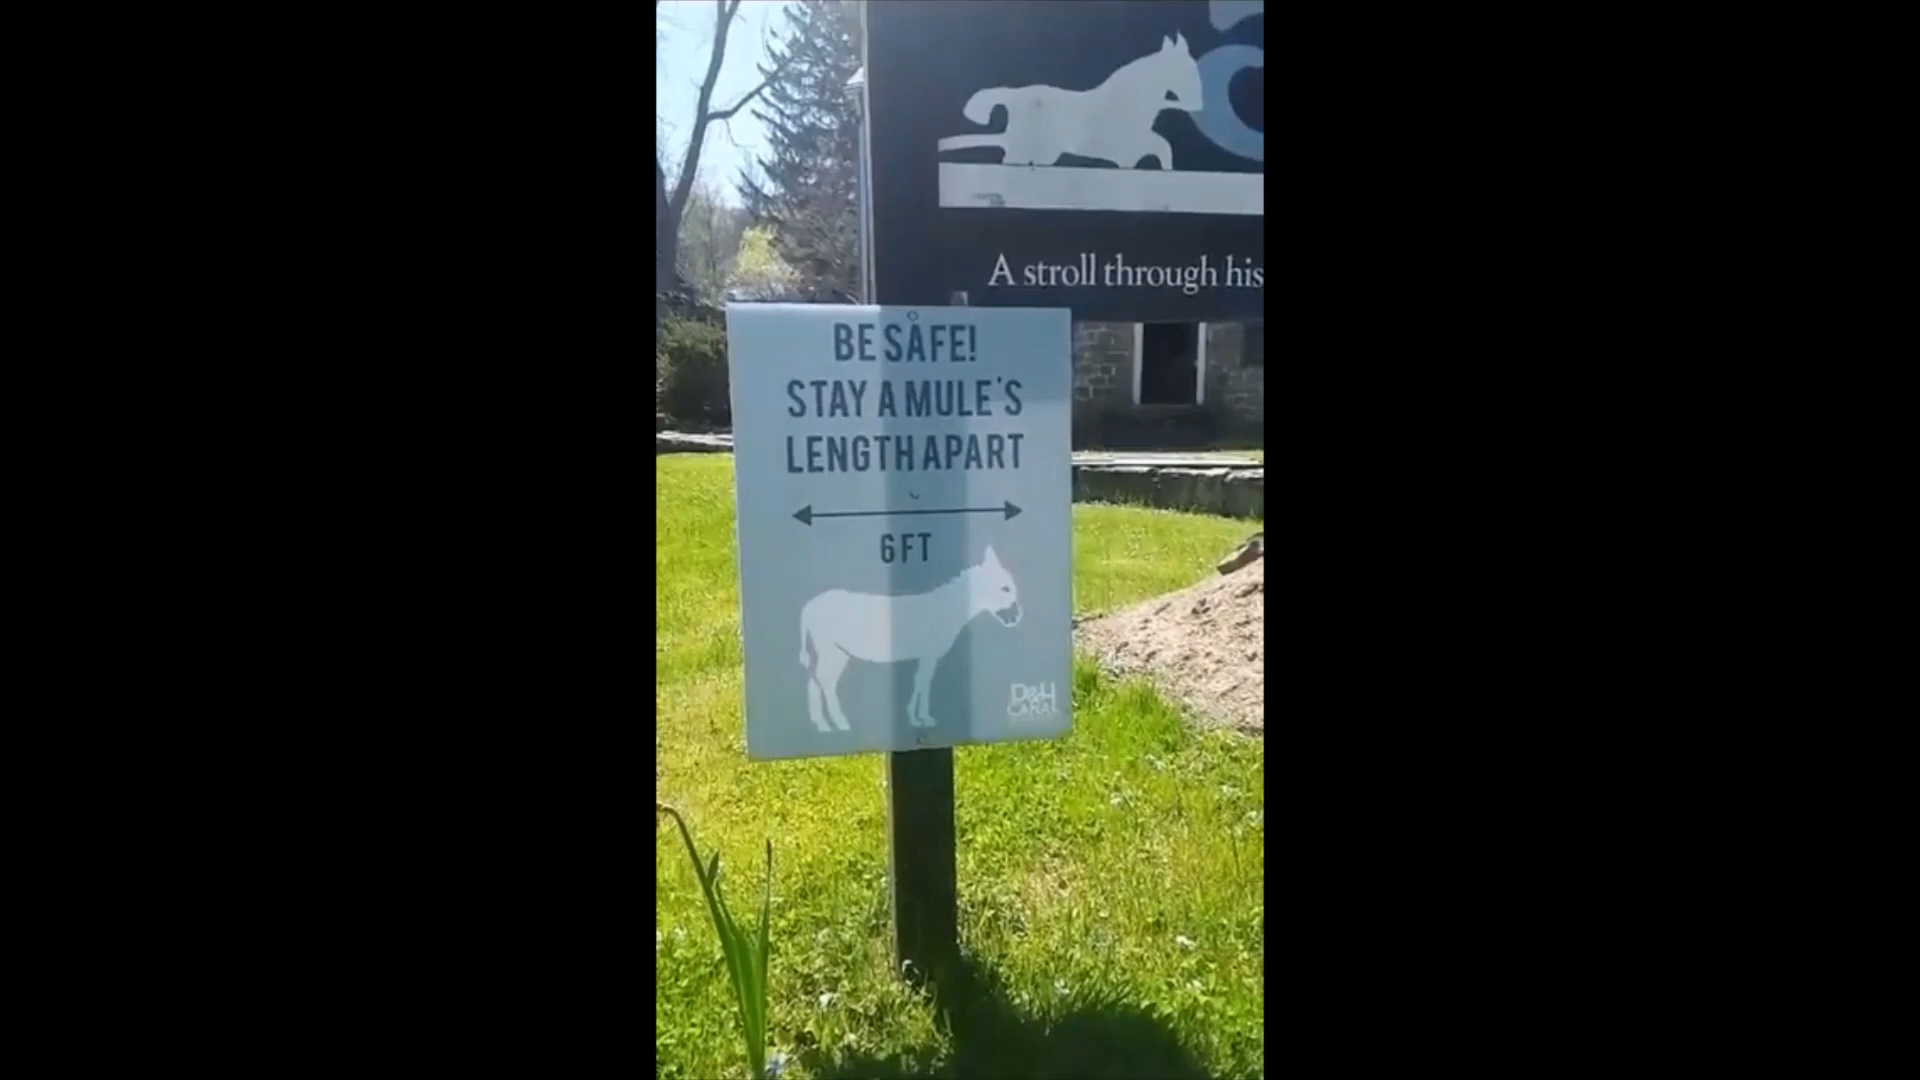 A stroll through his
BE SAFE!
STAY A MULE'S
LENGTH APART
6 FT
D&H
CANAL